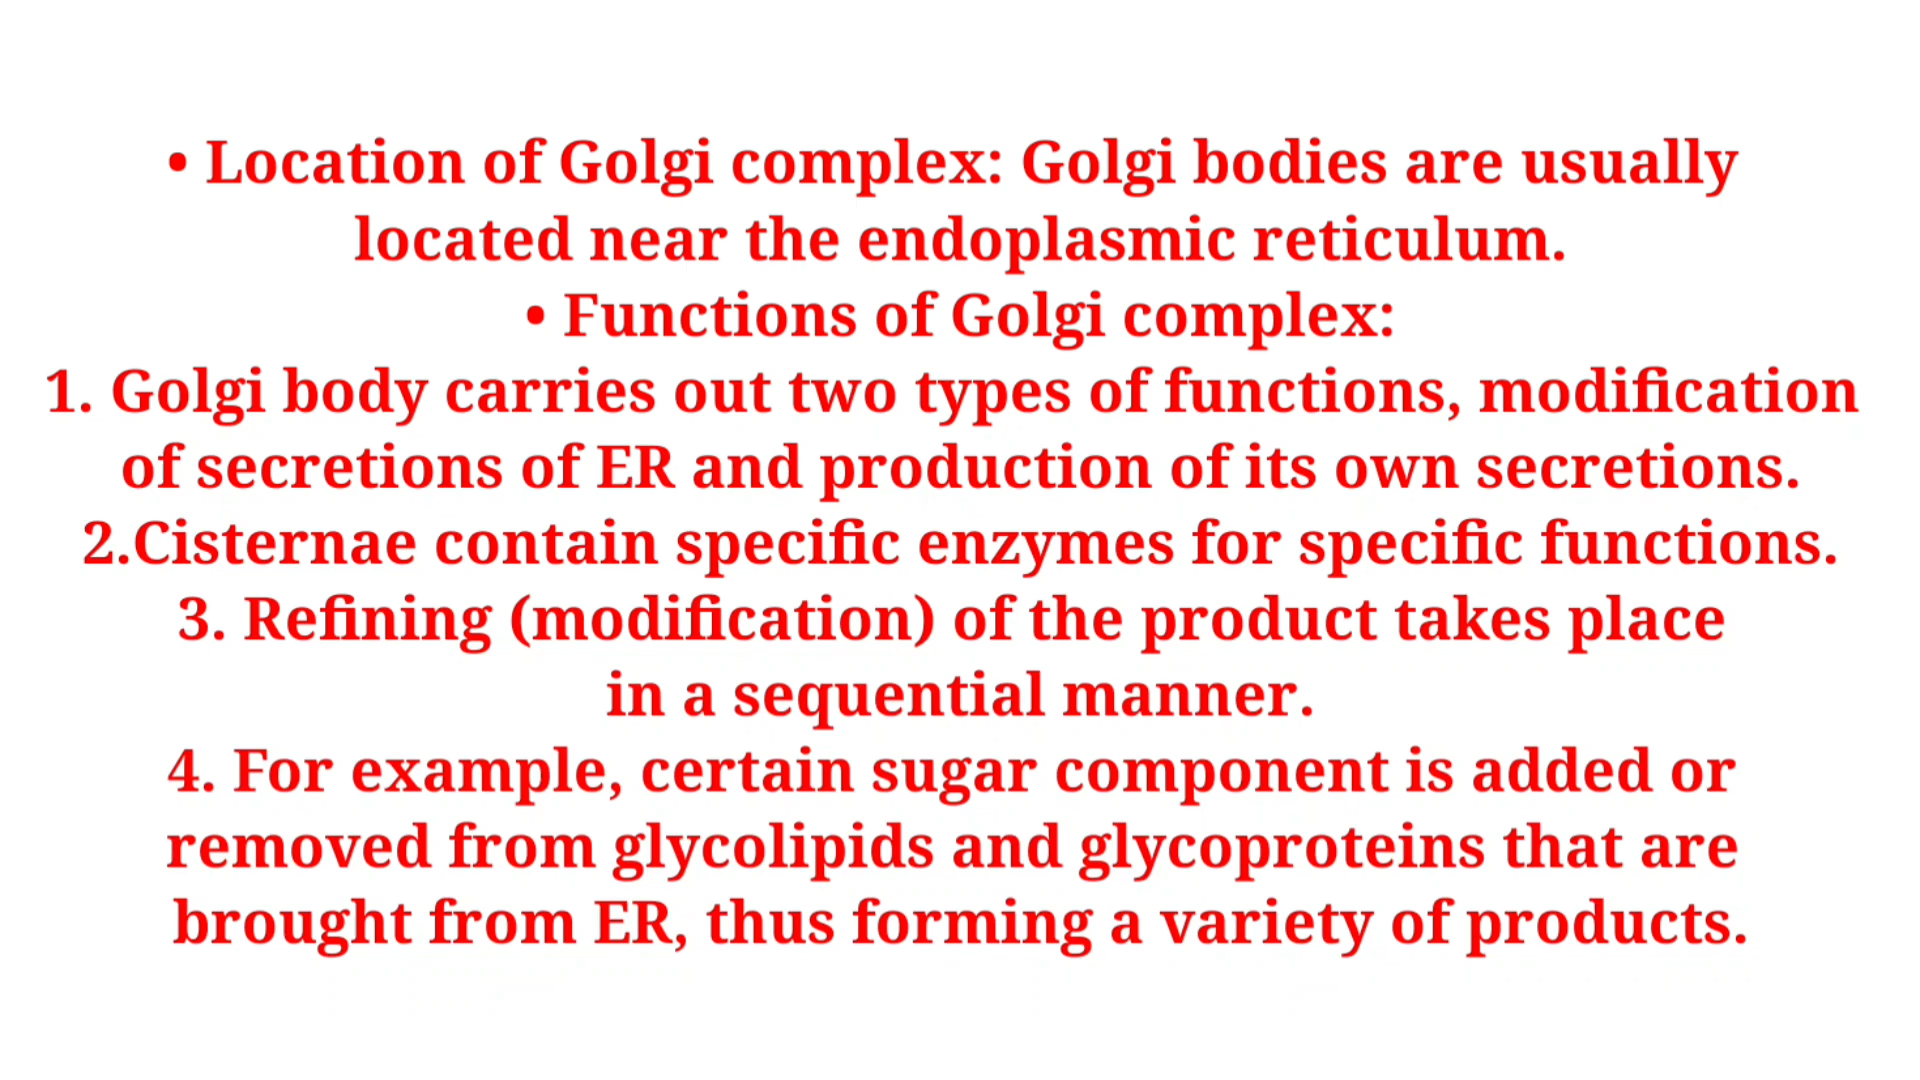 • Location of Golgi complex: Golgi bodies are usually
located near the endoplasmic reticulum.
• Functions of Golgi complex:
1. Golgi body carries out two types of functions, modification
of secretions of ER and production of its own secretions.
2.Cisternae contain specific enzymes for specific functions.
3. Refining (modification) of the product takes place
in a sequential manner.
4. For example, certain sugar component is added or
removed from glycolipids and glycoproteins that are
brought from ER, thus forming a variety of products.